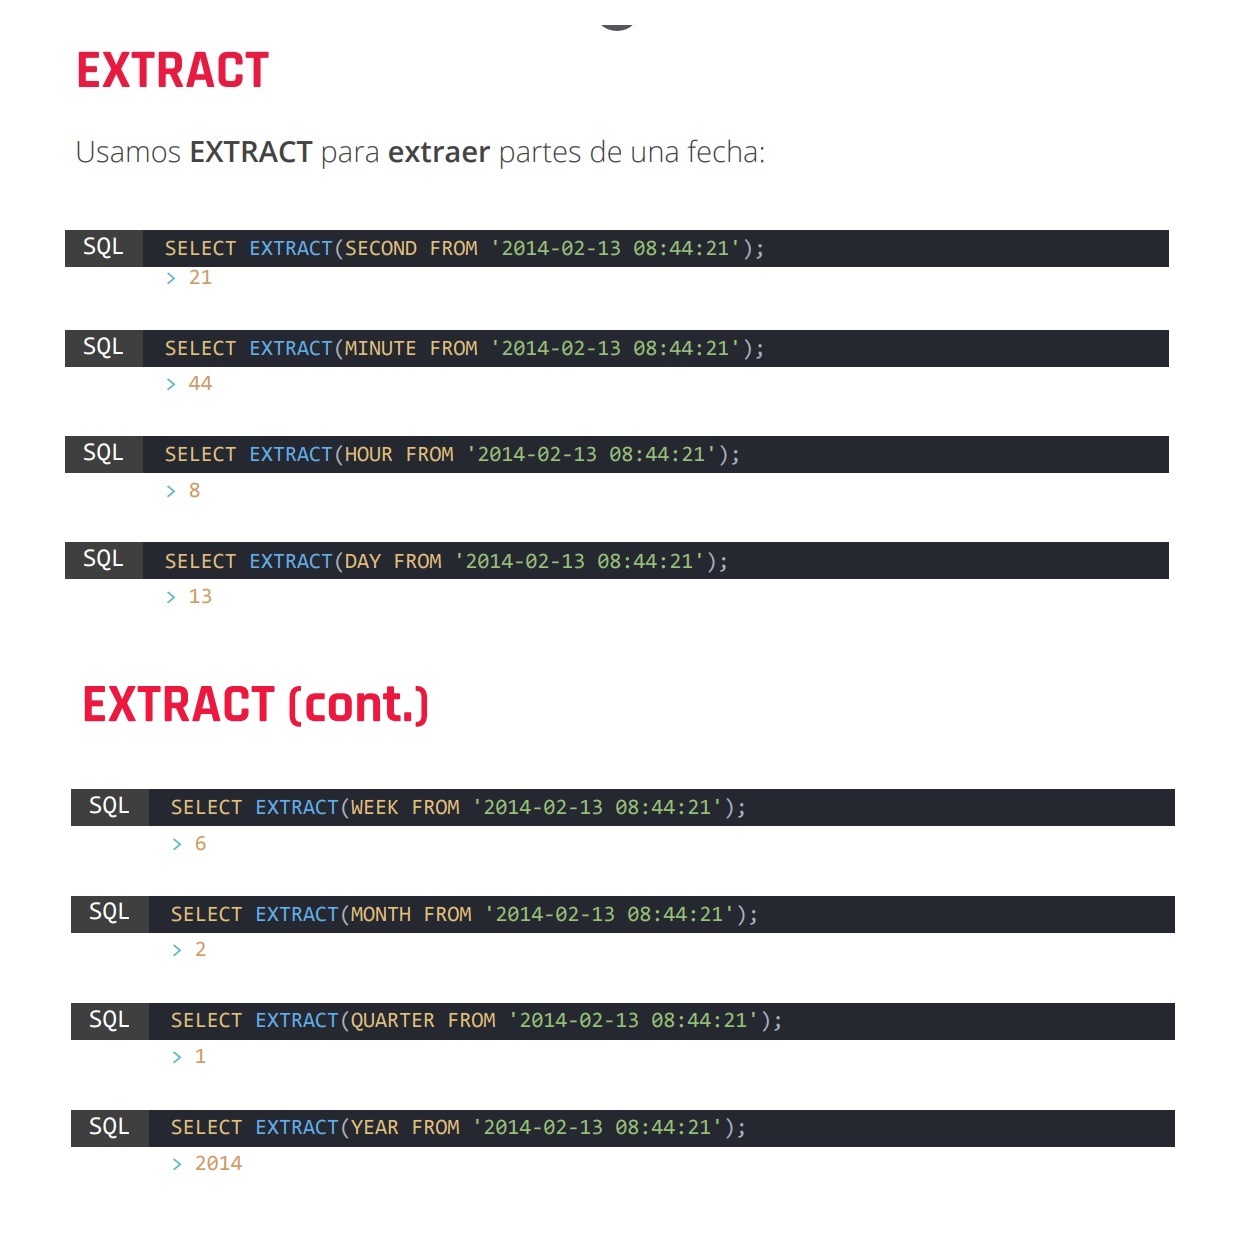 EXTRACT
Usamos EXTRACT para extraer partes de una fecha:
SQL SELECT EXTRACT(SECOND FROM '2014-02-13 08:44:21');
> 21
SQL SELECT EXTRACT(MINUTE FROM '2014-02-13 08:44:21');
> 44
SQL SELECT EXTRACT(HOUR FROM '2014-02-13 08:44:21');
> 8
SQL SELECT EXTRACT(DAY FROM '2014-02-13 08:44:21');
> 13
EXTRACT (cont.)
SQL SELECT EXTRACT(WEEK FROM '2014-02-13 08:44:21');
> 6
SQL SELECT EXTRACT(MONTH FROM '2014-02-13 08:44:21');
> 2
SQL SELECT EXTRACT(QUARTER FROM '2014-02-13 08:44:21');
> 1
SQL SELECT EXTRACT(YEAR FROM '2014-02-13 08:44:21');
> 2014